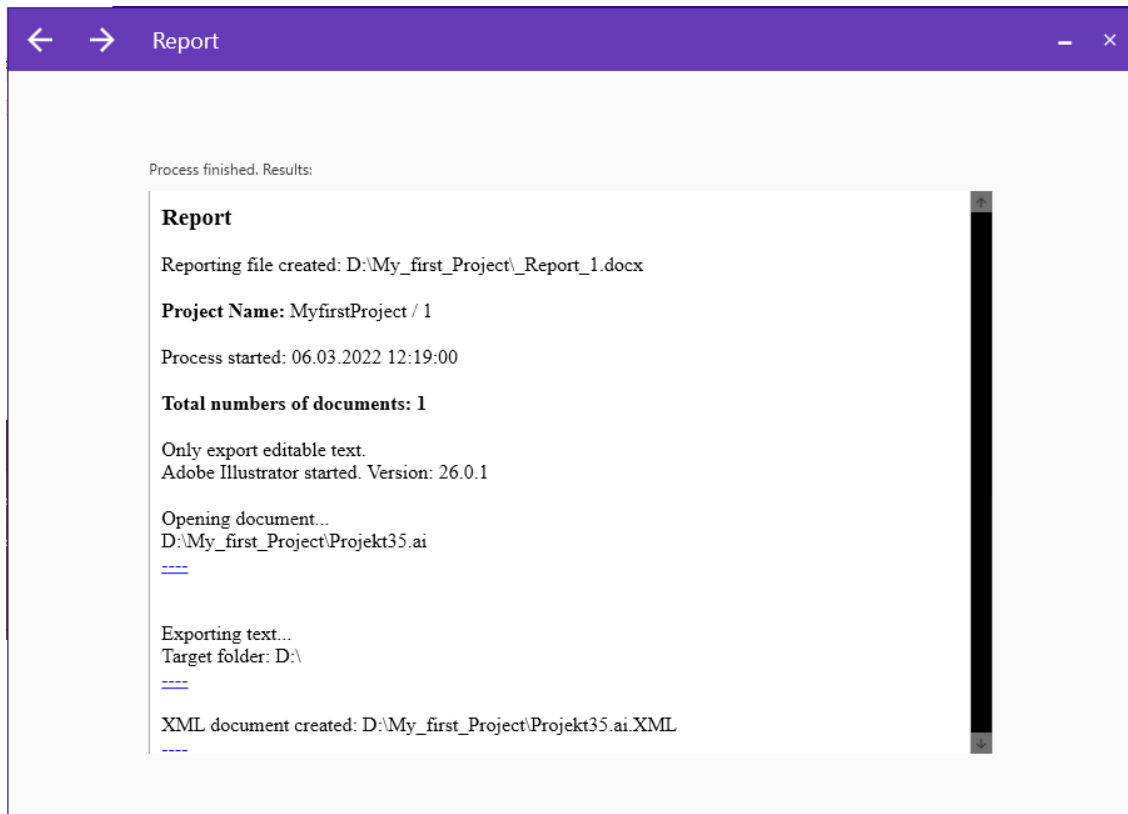 Report
Process finished. Results:
Report
Reporting file created: D:\My_first_Project\_Report_1.docx
Project Name: MyfirstProject / 1
Process started: 06.03.2022 12:19:00
Total numbers of documents: 1
Only export editable text.
Adobe Illustrator started. Version: 26.0.1
Opening document...
D:\My_first_Project\Projekt35.ai
----
Exporting text...
Target folder: D:\
----
XML document created: D:\My_first_Project\Projekt35.ai.XML
----